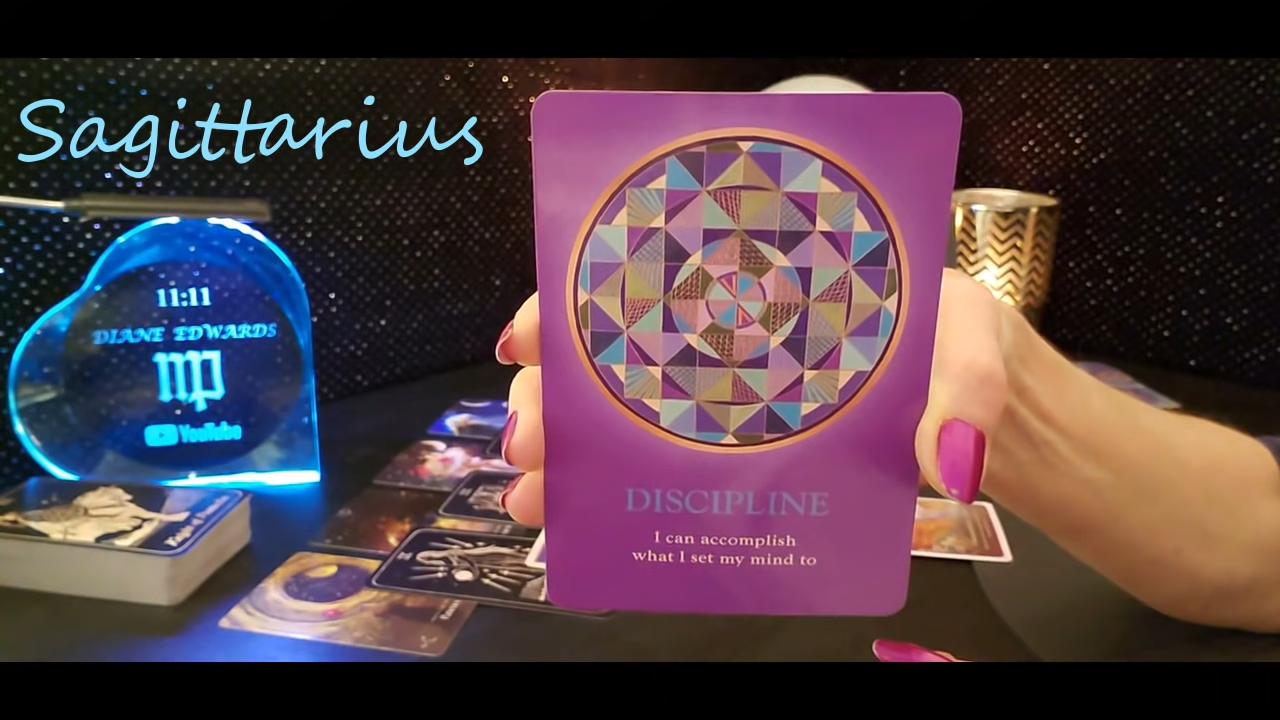 Sagittarius
11:11
DIANE EDWARDS
YouTube
DISCIPLINE
I can accomplish
what I set my mind to